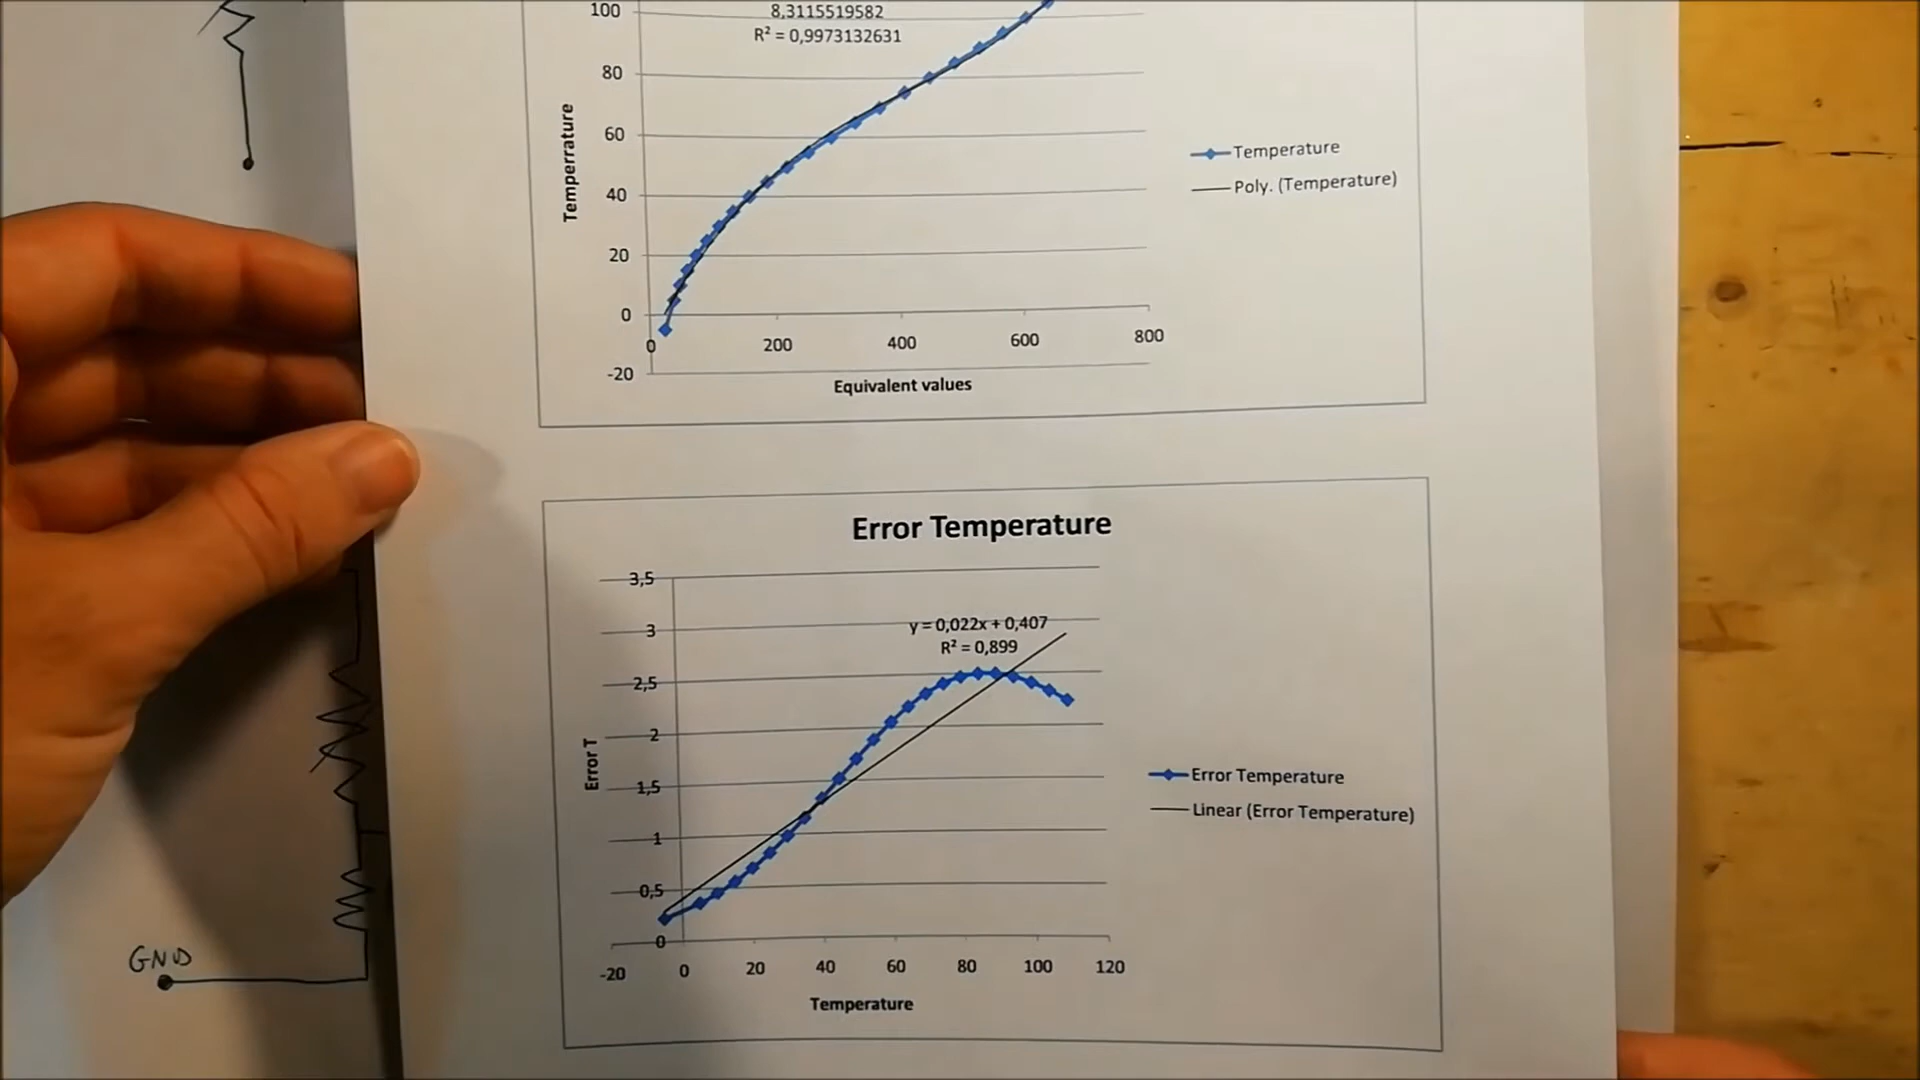 8,3115519582
R² = 0,9973132631
100
80
60
40
20
0
-20
Temperrature
0 200 400 600 800
Equivalent values
Temperature
Poly. (Temperature)
Error Temperature
3,5
3
2,5
2
1,5
1
0,5
0
Error T
y = 0,022x + 0,407
R² = 0,899
-20 0 20 40 60 80 100 120
Temperature
Error Temperature
Linear (Error Temperature)
GND